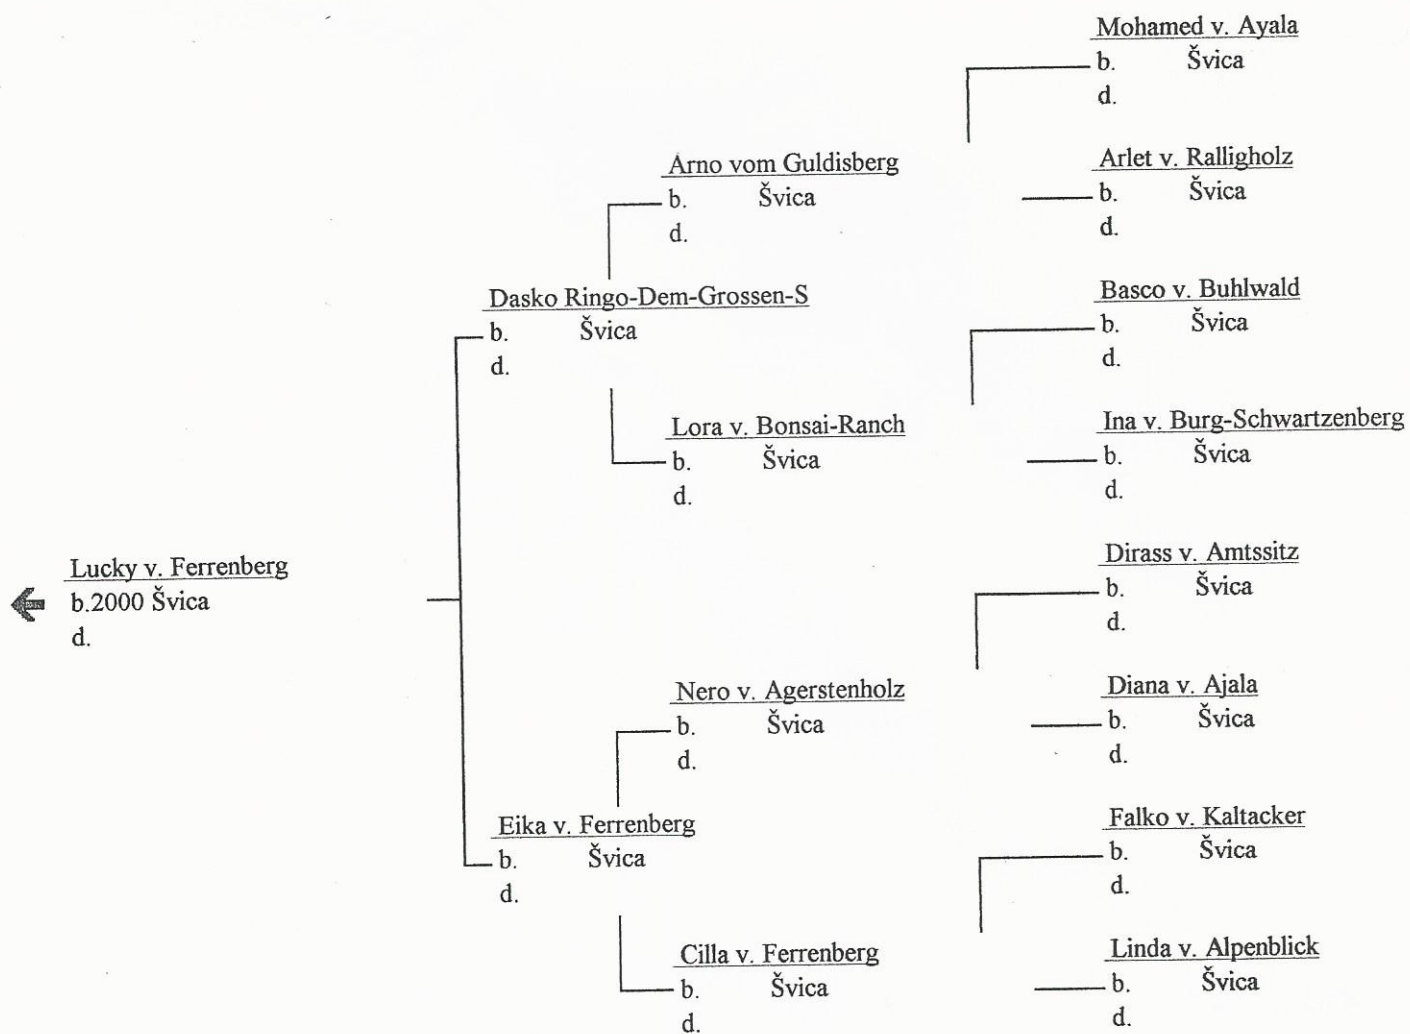 Mohamed v. Ayala
b. Švica
d.
Arno vom Guldisberg
b. Švica
d.
Arlet v. Ralligholz
b. Švica
d.
Dasko Ringo-Dem-Grossen-S
b. Švica
d.
Basco v. Buhlwald
b. Švica
d.
Lora v. Bonsai-Ranch
b. Švica
d.
Ina v. Burg-Schwartzenberg
b. Švica
d.
Lucky v. Ferrenberg
b.2000 Švica
d.
Dirass v. Amtssitz
b. Švica
d.
Nero v. Agerstenholz
b. Švica
d.
Diana v. Ajala
b. Švica
d.
Eika v. Ferrenberg
b. Švica
d.
Falko v. Kaltacker
b. Švica
d.
Cilla v. Ferrenberg
b. Švica
d.
Linda v. Alpenblick
b. Švica
d.